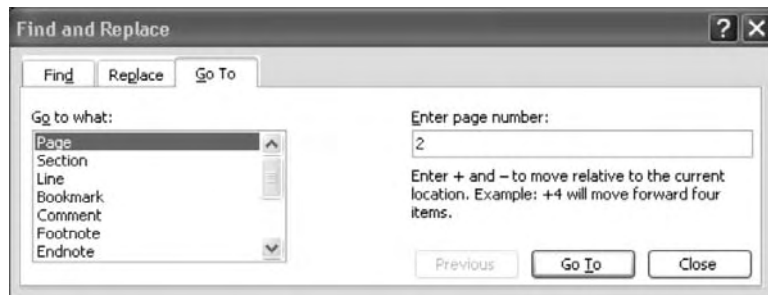 Find and Replace
Find
Replace
Go To
Go to what:
Page
Section
Line
Bookmark
Comment
Footnote
Endnote
Enter page number:
2
Enter + and – to move relative to the current
location. Example: +4 will move forward four
items.
Previous
Go To
Close